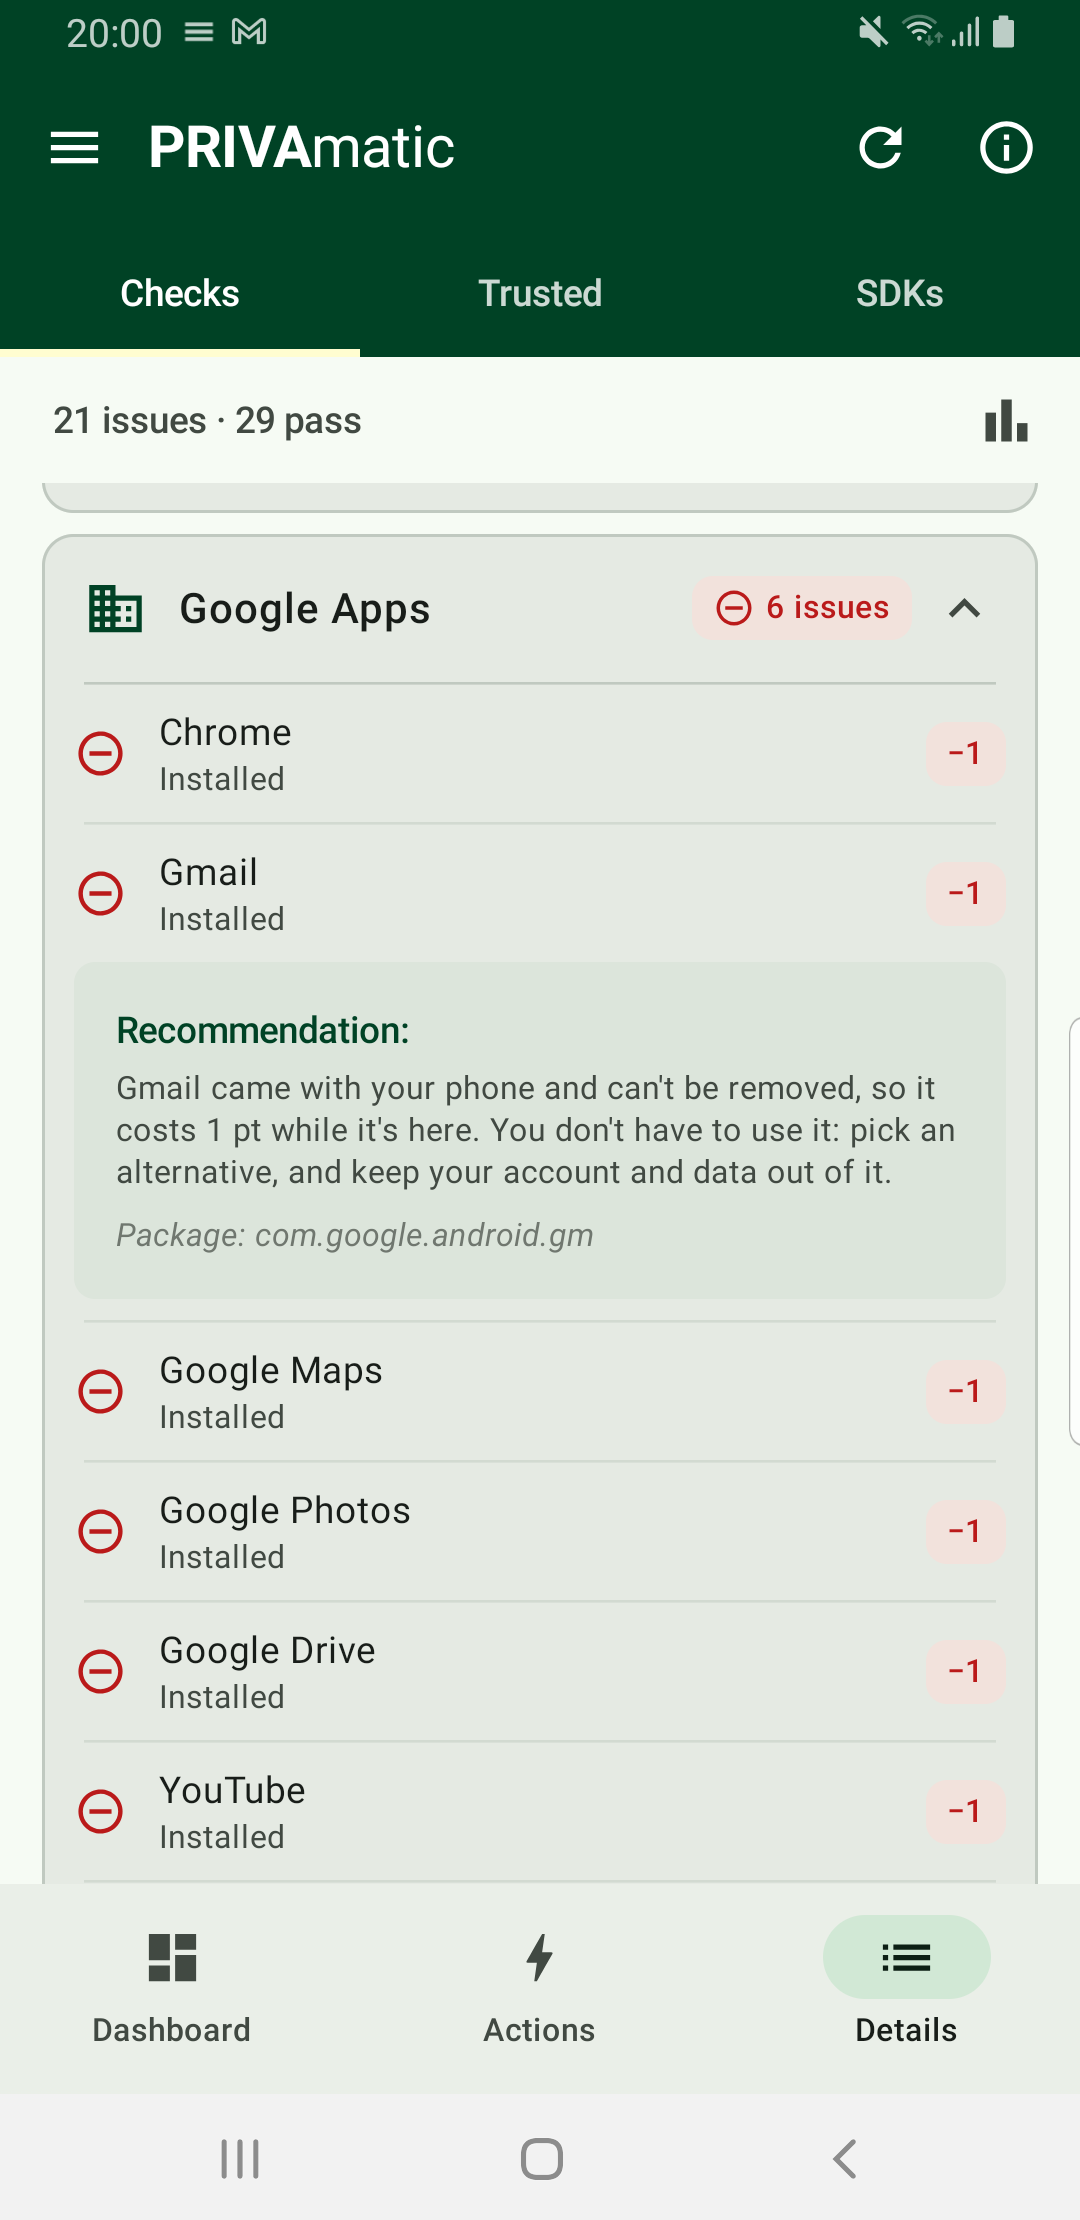 20:00
PRIVAmatic
Checks Trusted SDKs
21 issues · 29 pass
Google Apps 6 issues
Chrome
Installed
−1
Gmail
Installed
−1
Recommendation:
Gmail came with your phone and can't be removed, so it
costs 1 pt while it's here. You don't have to use it: pick an
alternative, and keep your account and data out of it.
Package: com.google.android.gm
Google Maps
Installed
−1
Google Photos
Installed
−1
Google Drive
Installed
−1
YouTube
Installed
−1
Dashboard Actions Details